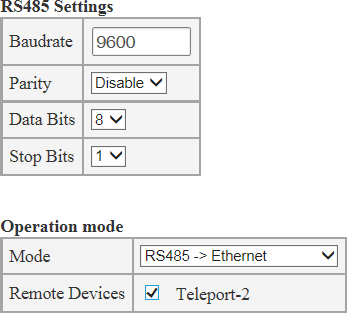 RS485 Settings
Baudrate 9600
Parity Disable
Data Bits 8
Stop Bits 1
Operation mode
Mode RS485 -> Ethernet
Remote Devices Teleport-2